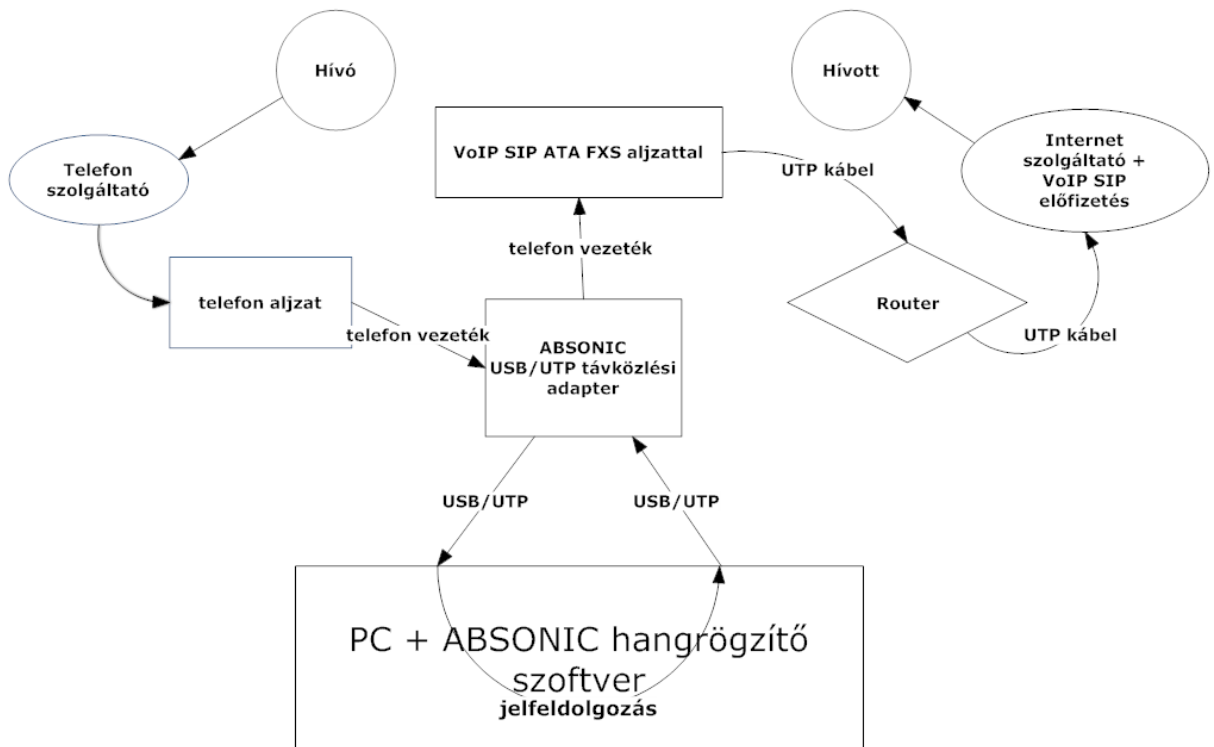 Hívó
Hívott
Telefon
szolgáltató
VoIP SIP ATA FXS aljzattal
UTP kábel
Internet
szolgáltató +
VoIP SIP
előfizetés
telefon vezeték
telefon aljzat
telefon vezeték
Router
UTP kábel
ABSONIC
USB/UTP távközlési
adapter
USB/UTP
USB/UTP
PC + ABSONIC hangrögzítő
szoftver
jelfeldolgozás